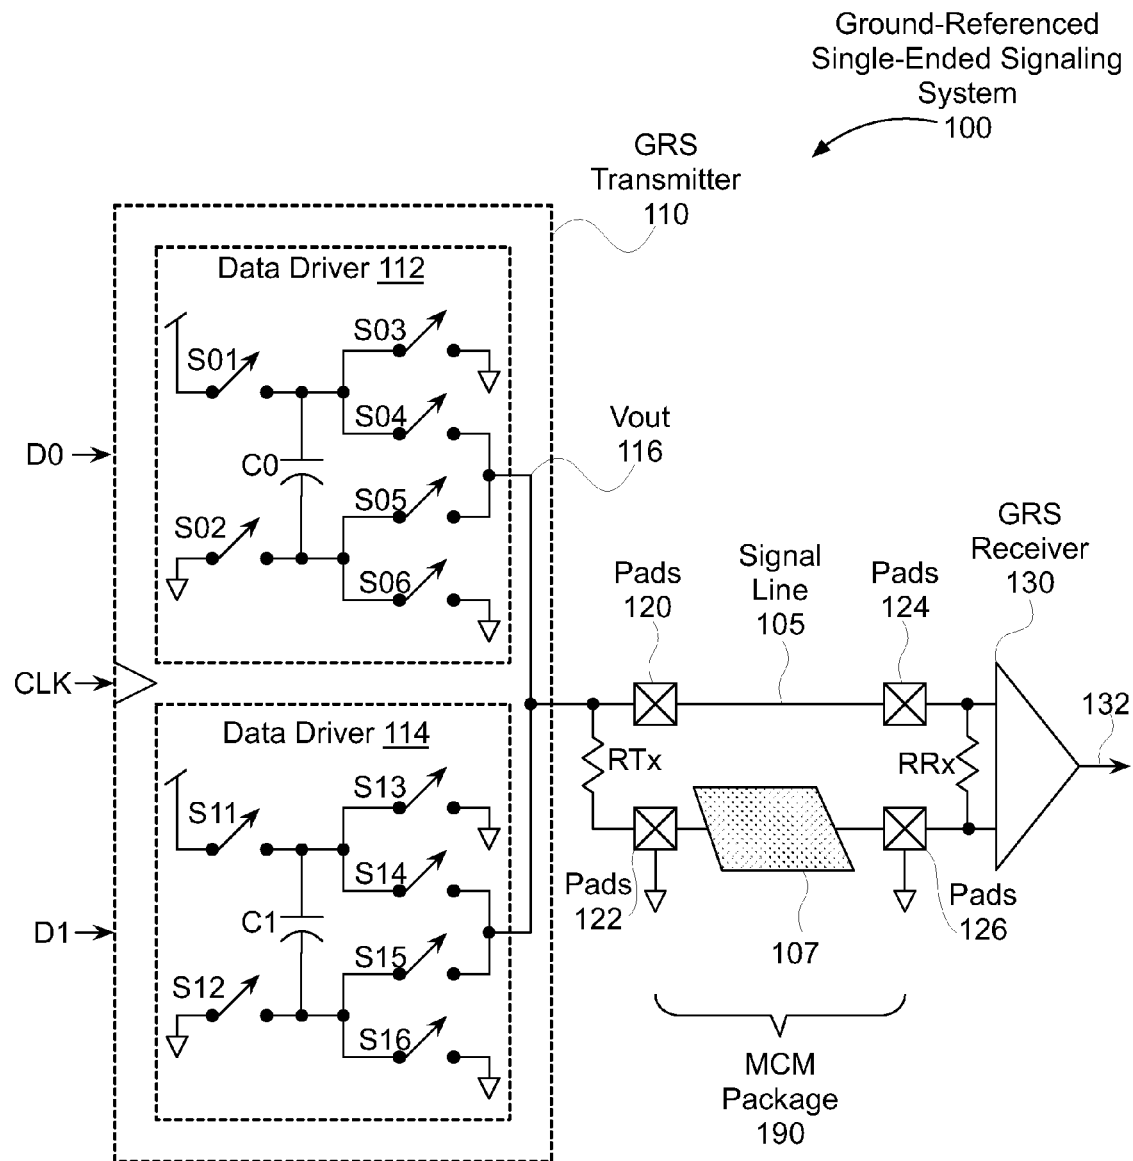 Ground-Referenced
Single-Ended Signaling
System
100
GRS
Transmitter
110
Data Driver 112
S01
S03
S04
C0
S05
S02
S06
D0
Vout
116
CLK
Data Driver 114
S11
S13
S14
C1
S15
S12
S16
D1
Pads
120
Signal
Line
105
Pads
124
GRS
Receiver
130
132
RTx
RRx
Pads
122
107
Pads
126
MCM
Package
190